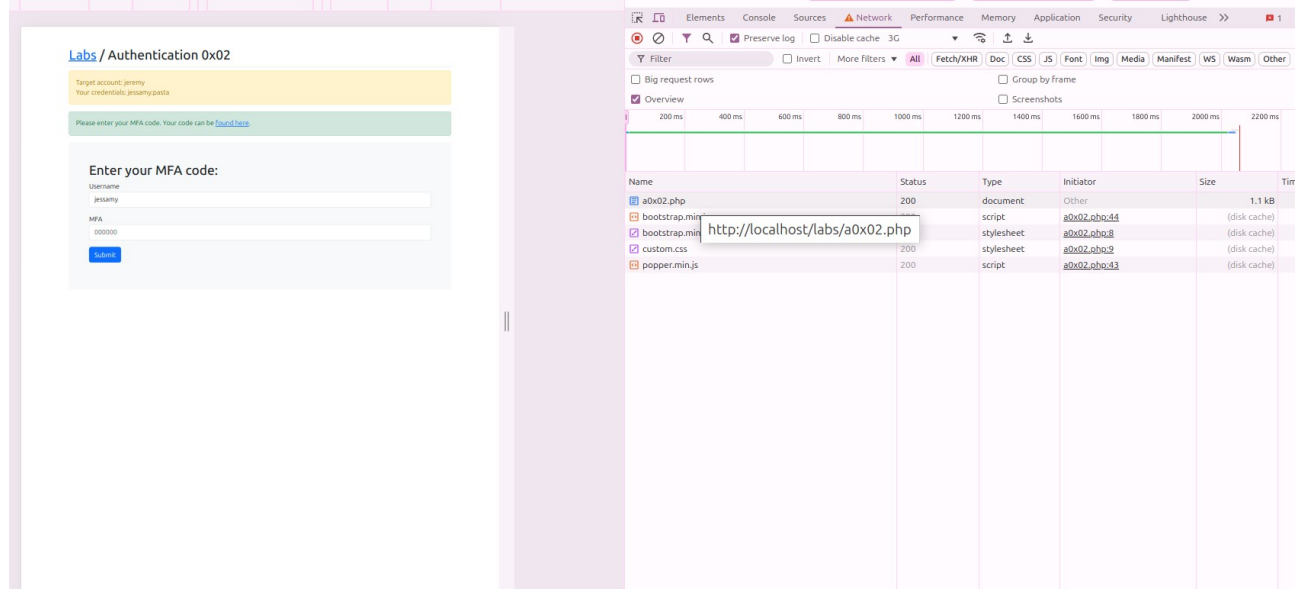 Labs / Authentication 0x02
Target account: jeremy
Your credentials: jessamy:pasta
Please enter your MFA code. Your code can be found here.
Enter your MFA code:
Username
jessamy
MFA
000000
Submit
Elements Console Sources Network Performance Memory Application Security Lighthouse 1
Preserve log Disable cache 3G
Filter Invert More filters All Fetch/XHR Doc CSS JS Font Img Media Manifest WS Wasm Other
Big request rows Group by frame
Overview Screenshots
200 ms 400 ms 600 ms 800 ms 1000 ms 1200 ms 1400 ms 1600 ms 1800 ms 2000 ms 2200 ms
Name Status Type Initiator Size Tim
a0x02.php 200 document Other 1.1 kB
bootstrap.min script a0x02.php:44 (disk cache)
http://localhost/labs/a0x02.php
bootstrap.min stylesheet a0x02.php:8 (disk cache)
custom.css 200 stylesheet a0x02.php:9 (disk cache)
popper.min.js 200 script a0x02.php:43 (disk cache)